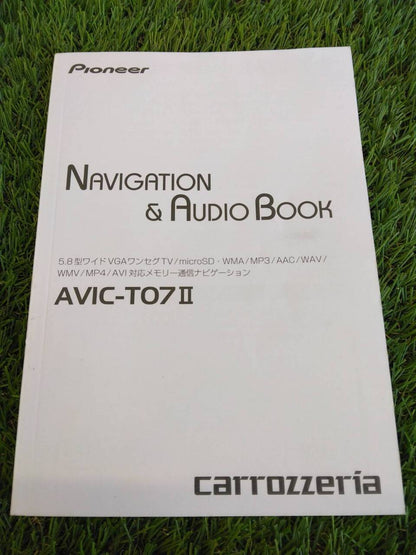 Pioneer
NAVIGATION
& AUDIO BOOK
5.8型ワイドVGAワンセグTV/microSD・WMA/MP3/AAC/WAV/
WMV/MP4/AVI対応メモリー通信ナビゲーション
AVIC-T07Ⅱ
carrozzeria